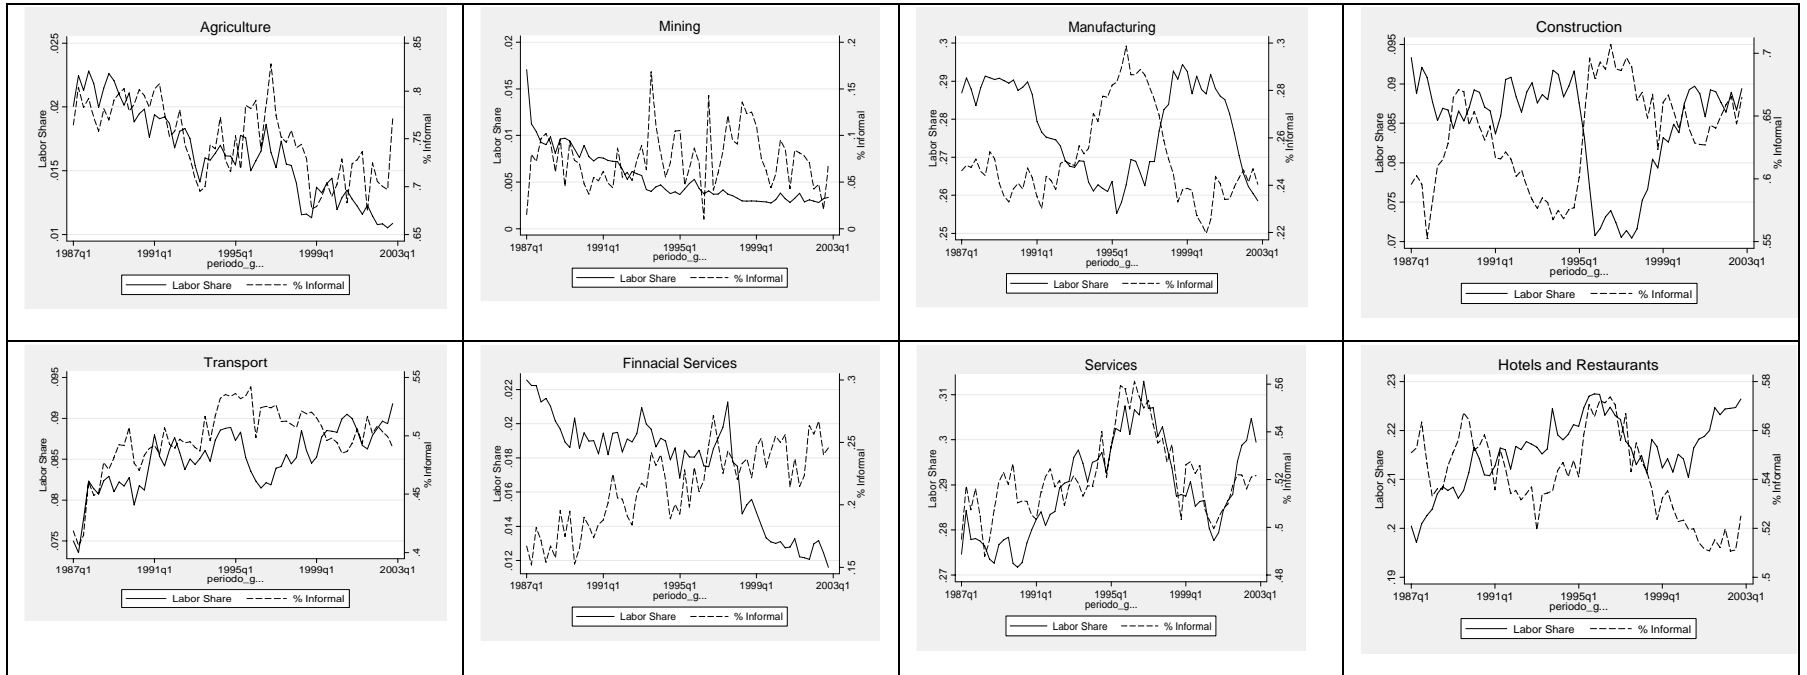 Agriculture
.025
.02
.015
.01
Labor Share
.85
.8
.75
.7
.65
% Informal
1987q1 1991q1 1995q1 1999q1 2003q1
periodo_g...
Labor Share % Informal
Mining
.02
.015
.01
.005
0
Labor Share
.2
.15
.1
.05
0
% Informal
1987q1 1991q1 1995q1 1999q1 2003q1
periodo_g...
Labor Share % Informal
Manufacturing
.3
.29
.28
.27
.26
.25
Labor Share
.3
.28
.26
.24
.22
% Informal
1987q1 1991q1 1995q1 1999q1 2003q1
periodo_g...
Labor Share % Informal
Construction
.095
.09
.085
.08
.075
.07
Labor Share
.7
.65
.6
.55
% Informal
1987q1 1991q1 1995q1 1999q1 2003q1
periodo_g...
Labor Share % Informal
Transport
.095
.09
.085
.08
.075
Labor Share
.55
.5
.45
.4
% Informal
1987q1 1991q1 1995q1 1999q1 2003q1
periodo_g...
Labor Share % Informal
Finnacial Services
.022
.02
.018
.016
.014
.012
Labor Share
.3
.25
.2
.15
% Informal
1987q1 1991q1 1995q1 1999q1 2003q1
periodo_g...
Labor Share % Informal
Services
.31
.3
.29
.28
.27
Labor Share
.56
.54
.52
.5
.48
% Informal
1987q1 1991q1 1995q1 1999q1 2003q1
periodo_g...
Labor Share % Informal
Hotels and Restaurants
.23
.22
.21
.2
.19
Labor Share
.58
.56
.54
.52
.5
% Informal
1987q1 1991q1 1995q1 1999q1 2003q1
periodo_g...
Labor Share % Informal